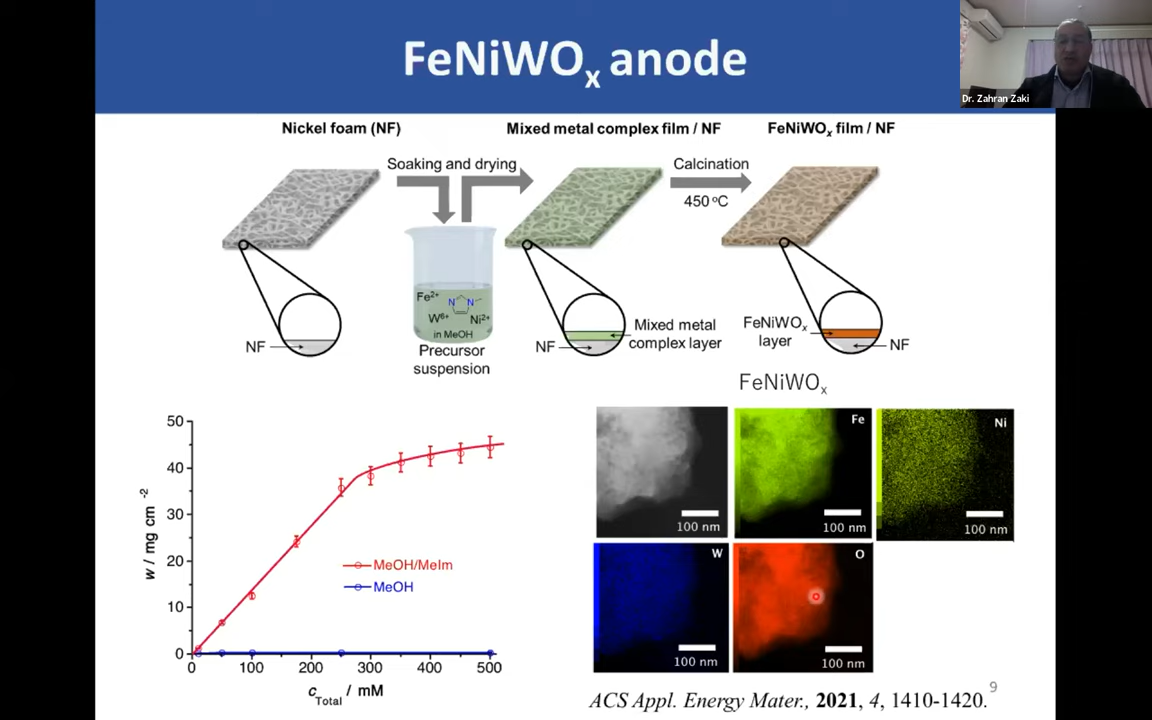 FeNiWOx anode
Dr. Zahran Zaki
Nickel foam (NF)
Mixed metal complex film / NF
FeNiWOx film / NF
Soaking and drying
Calcination
450 ºC
Fe2+
N N
W6+ Ni2+
in MeOH
Precursor
suspension
NF
NF
Mixed metal
complex layer
FeNiWOx
layer
NF
FeNiWOx
w / mg cm -2
50
40
30
20
10
0
0 100 200 300 400 500
cTotal / mM
MeOH/MeIm
MeOH
100 nm
Fe
100 nm
Ni
100 nm
W
100 nm
O
100 nm
ACS Appl. Energy Mater., 2021, 4, 1410-1420.
9